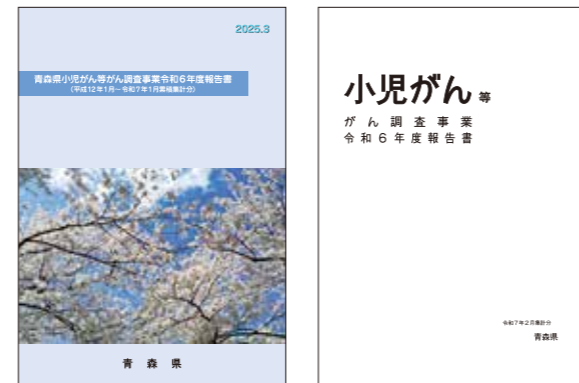 2025.3
青森県小児がん等がん調査事業令和6年度報告書
（平成12年1月～令和7年1月累積集計分）
青森県
小児がん等
がん調査事業
令和6年度報告書
令和7年2月集計分
青森県